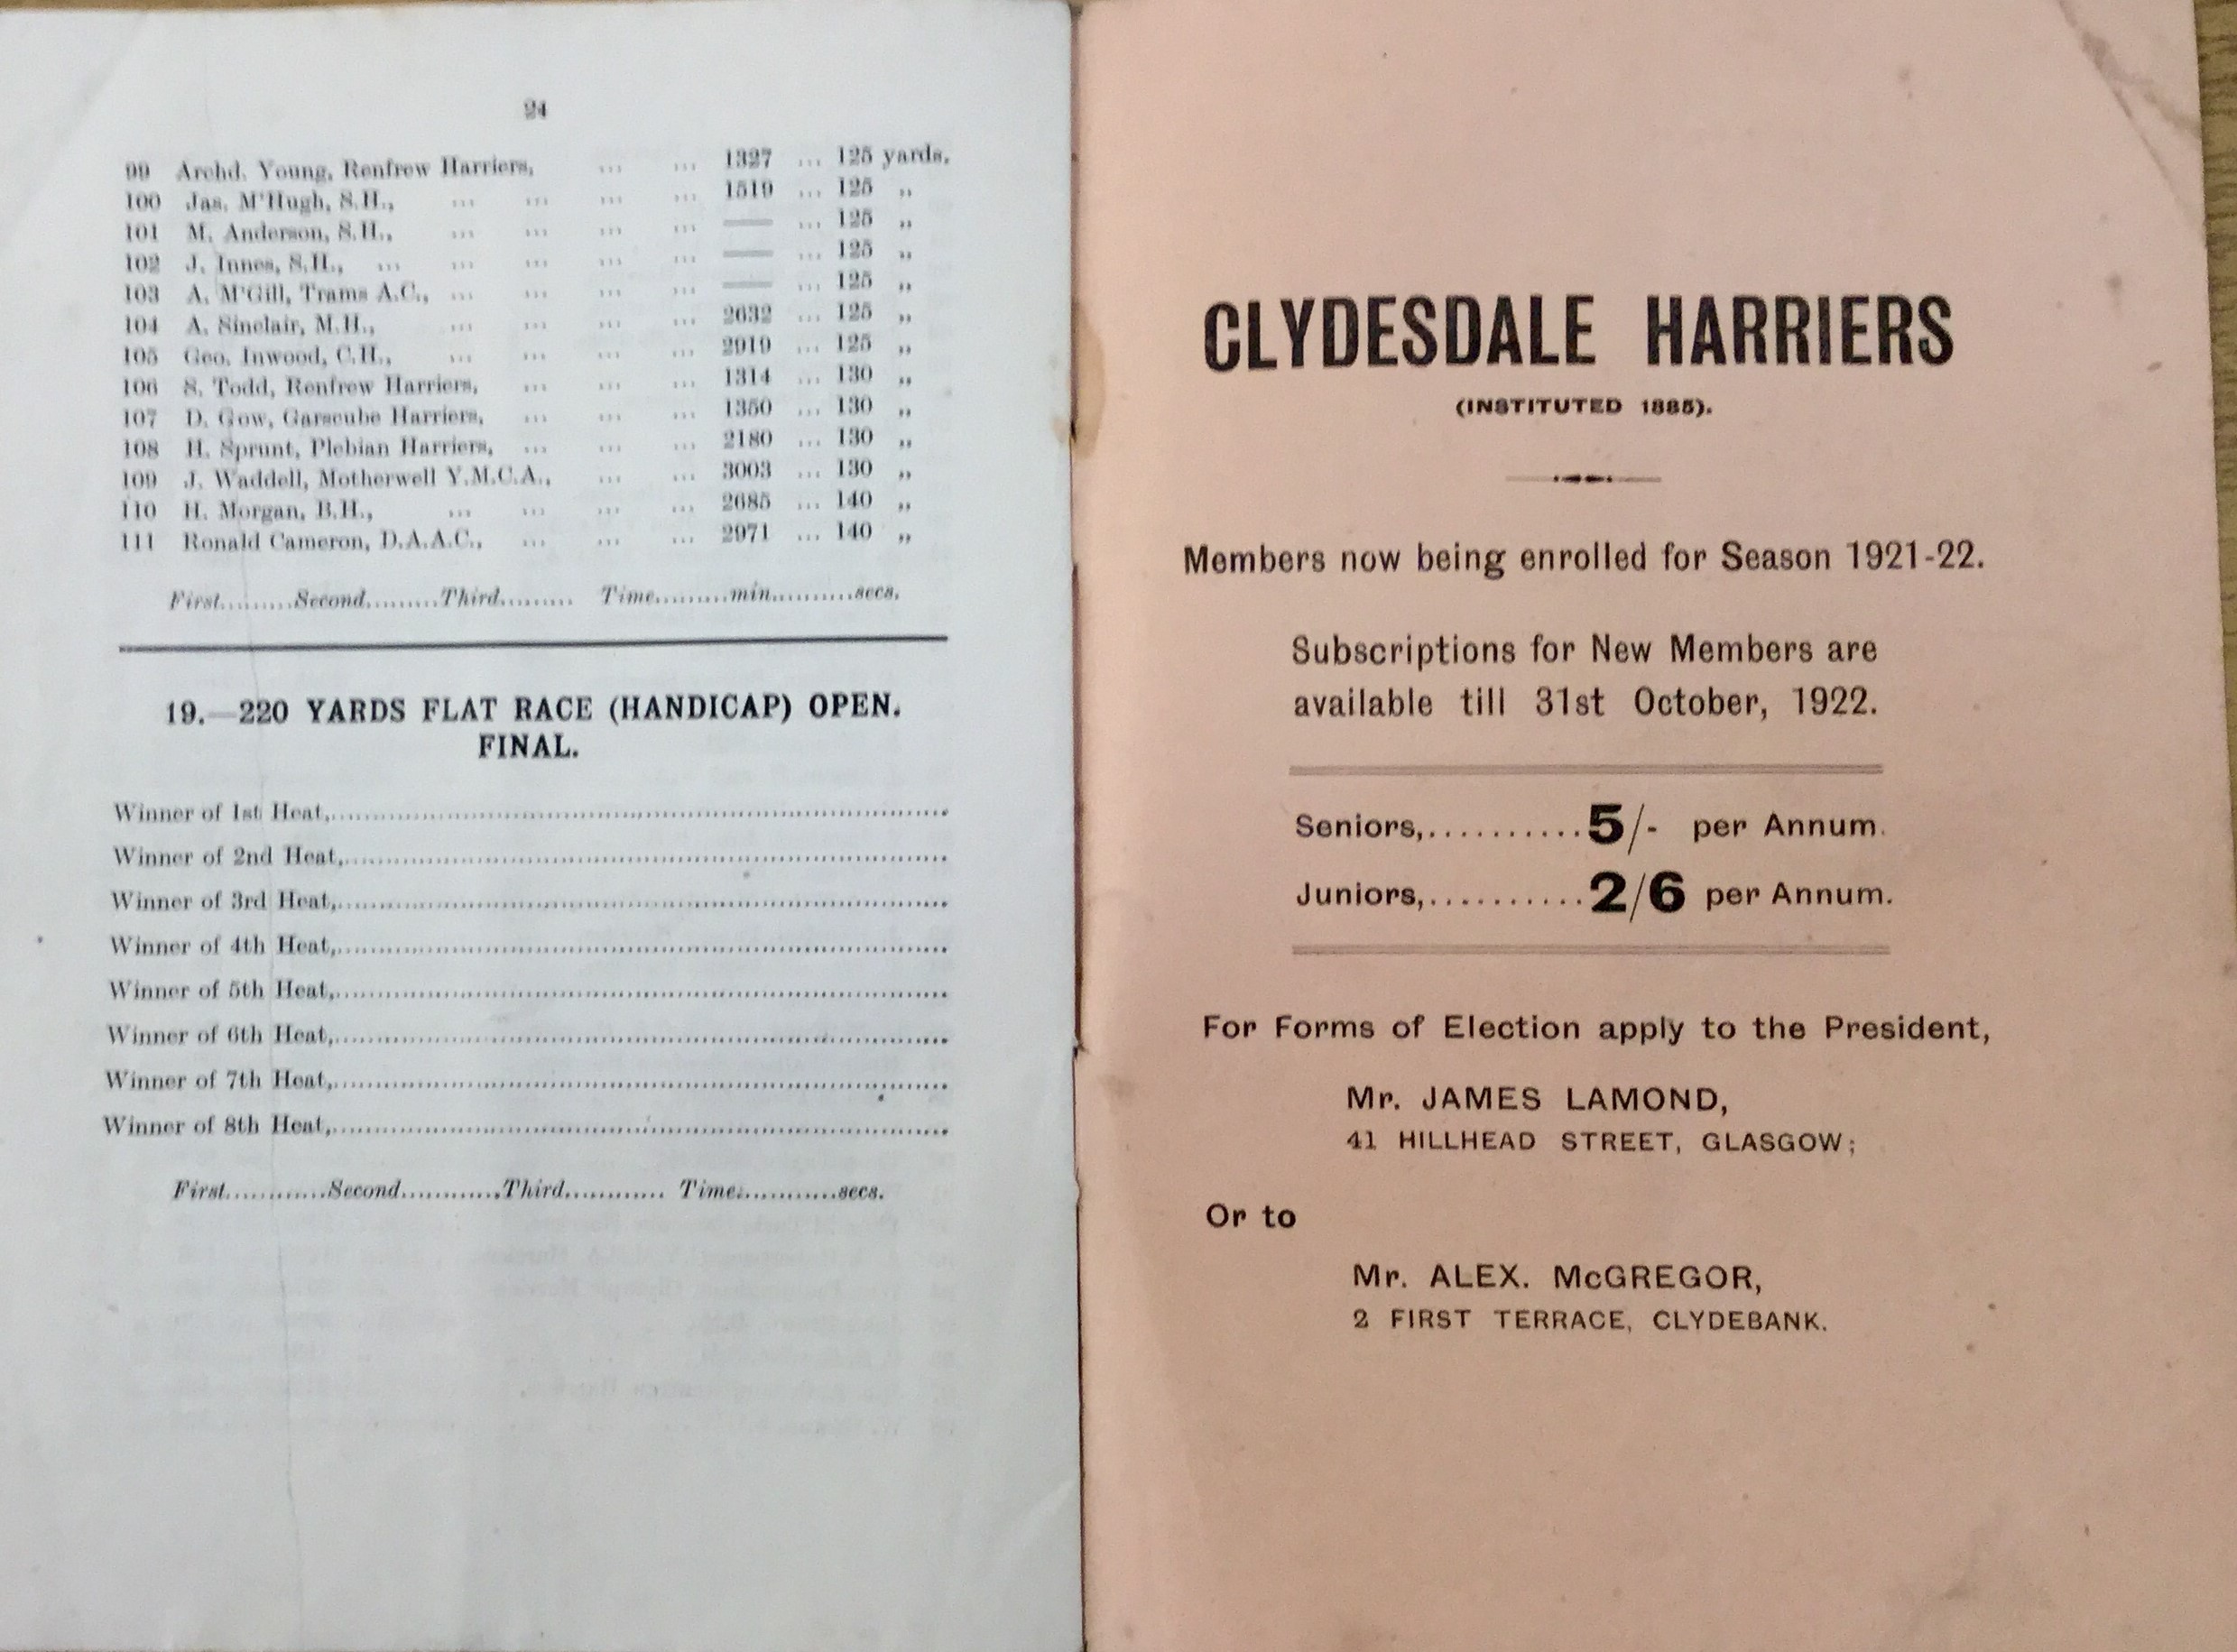 24
99 Archd. Young, Renfrew Harriers, ... ... 1327 ... 125 yards.
100 Jas. M'Hugh, S.H., ... ... ... ... 1519 ... 125 „
101 M. Anderson, S.H., ... ... ... ... —— ... 125 „
102 J. Innes, S.H., ... ... ... ... ... —— ... 125 „
103 A. M'Gill, Trams A.C., ... ... ... ... —— ... 125 „
104 A. Sinclair, M.H., ... ... ... ... 2632 ... 125 „
105 Geo. Inwood, C.H., ... ... ... ... 2919 ... 125 „
106 S. Todd, Renfrew Harriers, ... ... ... 1314 ... 130 „
107 D. Gow, Garscube Harriers, ... ... ... 1350 ... 130 „
108 H. Sprunt, Plebian Harriers, ... ... ... 2180 ... 130 „
109 J. Waddell, Motherwell Y.M.C.A., ... ... 3003 ... 130 „
110 H. Morgan, B.H., ... ... ... ... 2685 ... 140 „
111 Ronald Cameron, D.A.A.C., ... ... ... 2971 ... 140 „
First.........Second.........Third......... Time.........min..........secs.
19.—220 YARDS FLAT RACE (HANDICAP) OPEN.
FINAL.
Winner of 1st Heat,..........
Winner of 2nd Heat,..........
Winner of 3rd Heat,..........
Winner of 4th Heat,..........
Winner of 5th Heat,..........
Winner of 6th Heat,..........
Winner of 7th Heat,..........
Winner of 8th Heat,..........
First............Second............Third............ Time............secs.
CLYDESDALE HARRIERS
(INSTITUTED 1885).
Members now being enrolled for Season 1921-22.
Subscriptions for New Members are
available till 31st October, 1922.
Seniors,..........5/- per Annum.
Juniors,..........2/6 per Annum.
For Forms of Election apply to the President,
Mr. JAMES LAMOND,
41 HILLHEAD STREET, GLASGOW;
Or to
Mr. ALEX. McGREGOR,
2 FIRST TERRACE, CLYDEBANK.